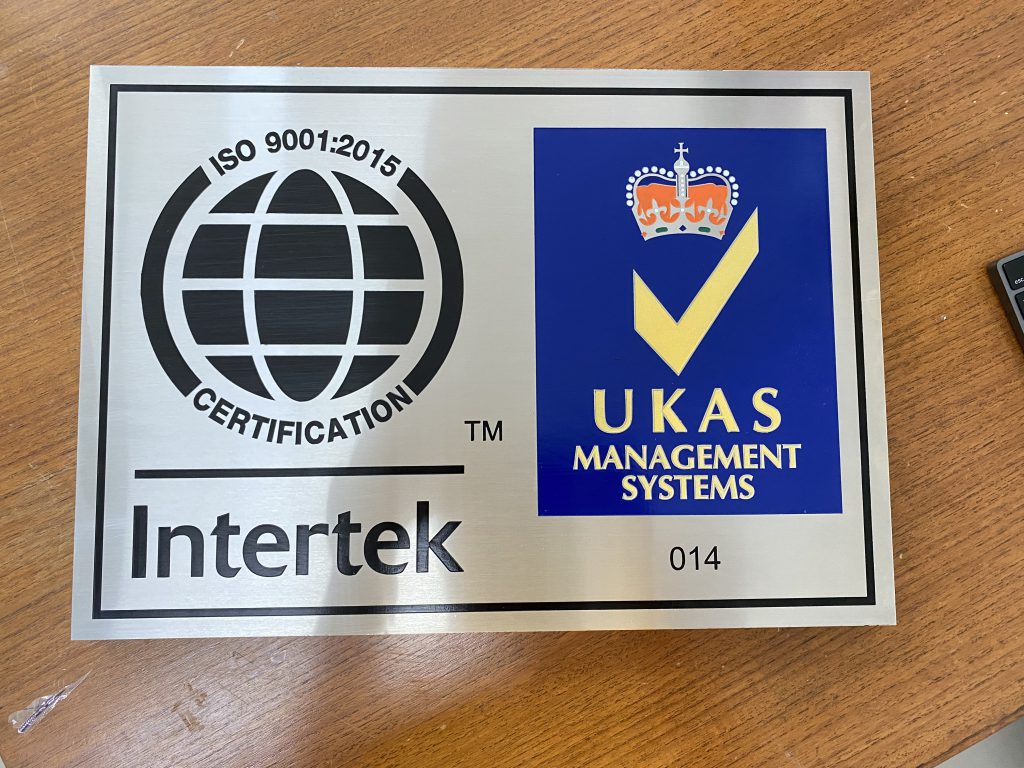 ISO 9001:2015
CERTIFICATION
TM
Intertek
UKAS
MANAGEMENT
SYSTEMS
014